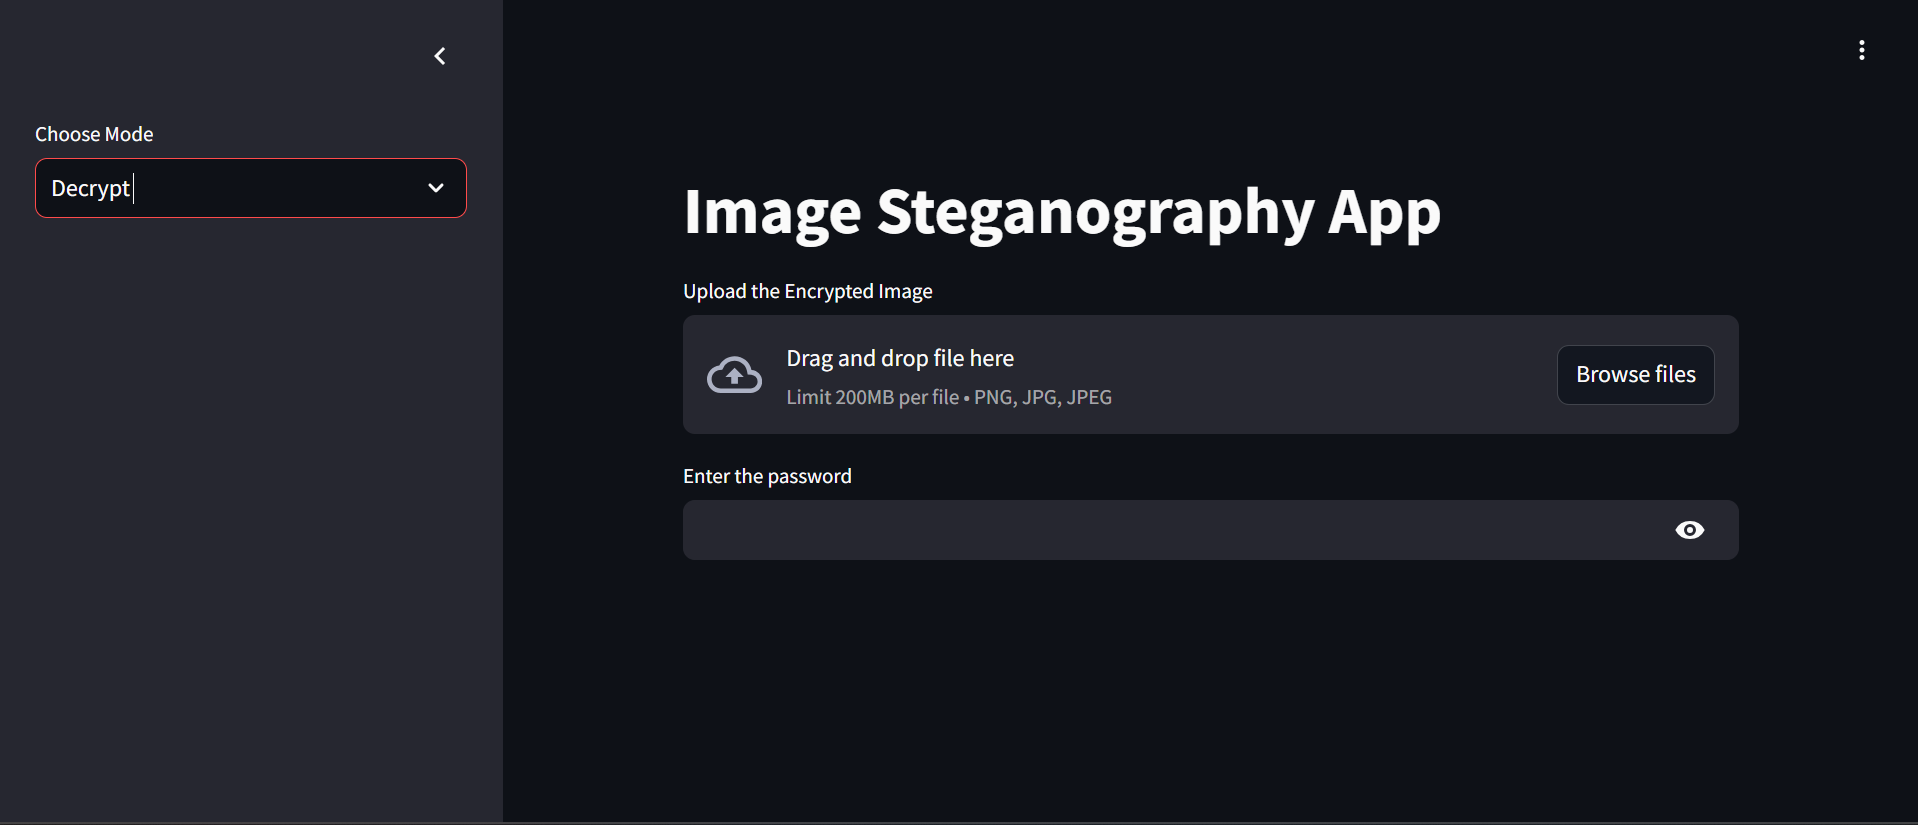 Choose Mode
Decrypt
Image Steganography App
Upload the Encrypted Image
Drag and drop file here
Limit 200MB per file • PNG, JPG, JPEG
Browse files
Enter the password